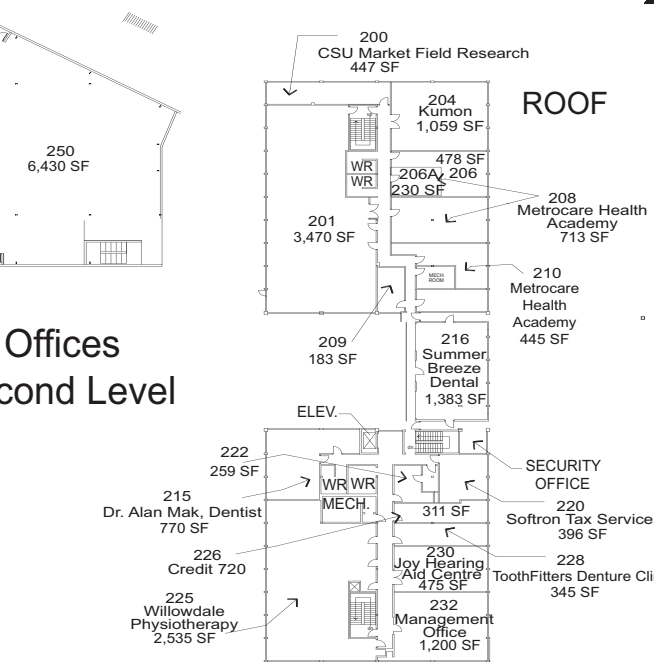 200
CSU Market Field Research
447 SF
ROOF
204
Kumon
1,059 SF
250
6,430 SF
WR
WR
478 SF
206A
206
230 SF
208
Metrocare Health
Academy
713 SF
201
3,470 SF
MECH.
ROOM
210
Metrocare
Health
Academy
445 SF
209
183 SF
216
Summer
Breeze
Dental
1,383 SF
Offices
cond Level
ELEV.
222
259 SF
SECURITY
OFFICE
215
Dr. Alan Mak, Dentist
770 SF
WR WR
MECH.
311 SF
220
Softron Tax Service
396 SF
226
Credit 720
230
Joy Hearing
Aid Centre
475 SF
228
ToothFitters Denture Cli
345 SF
225
Willowdale
Physiotherapy
2,535 SF
232
Management
Office
1,200 SF